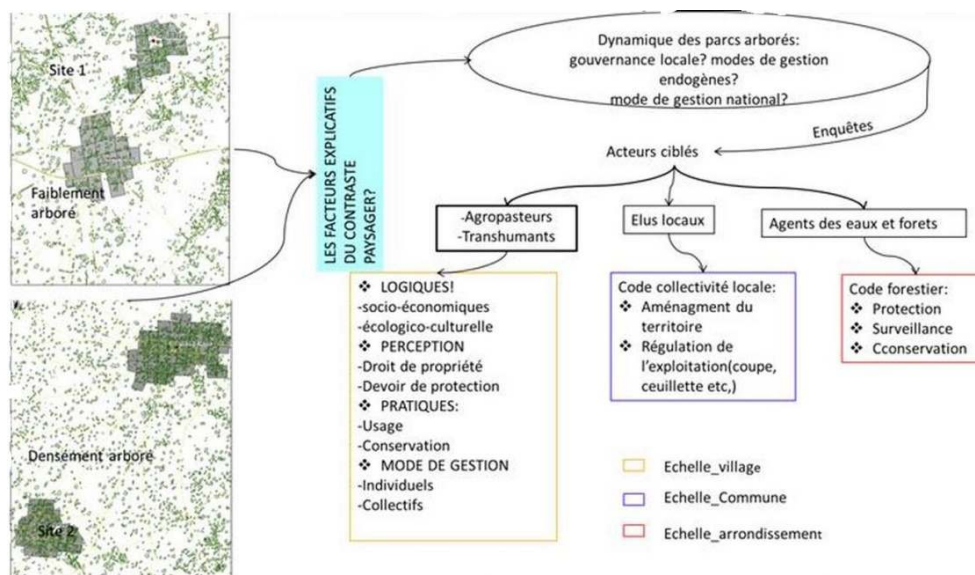 Site 1
Faiblement
arboré
Densément arboré
Site 2
LES FACTEURS EXPLICATIFS
DU CONTRASTE
PAYSAGER?
Dynamique des parcs arborés:
gouvernance locale? modes de gestion
endogènes?
mode de gestion national?
Enquêtes
Acteurs ciblés
-Agropasteurs
-Transhumants
Elus locaux
Agents des eaux et forets
❖ LOGIQUES!
-socio-économiques
-écologico-culturelle
❖ PERCEPTION
-Droit de propriété
-Devoir de protection
❖ PRATIQUES:
-Usage
-Conservation
❖ MODE DE GESTION
-Individuels
-Collectifs
Code collectivité locale:
❖ Aménagment du
territoire
❖ Régulation de
l'exploitation(coupe,
ceuillette etc,)
Code forestier:
❖ Protection
❖ Surveillance
❖ Cconservation
Echelle_village
Echelle_Commune
Echelle_arrondissement